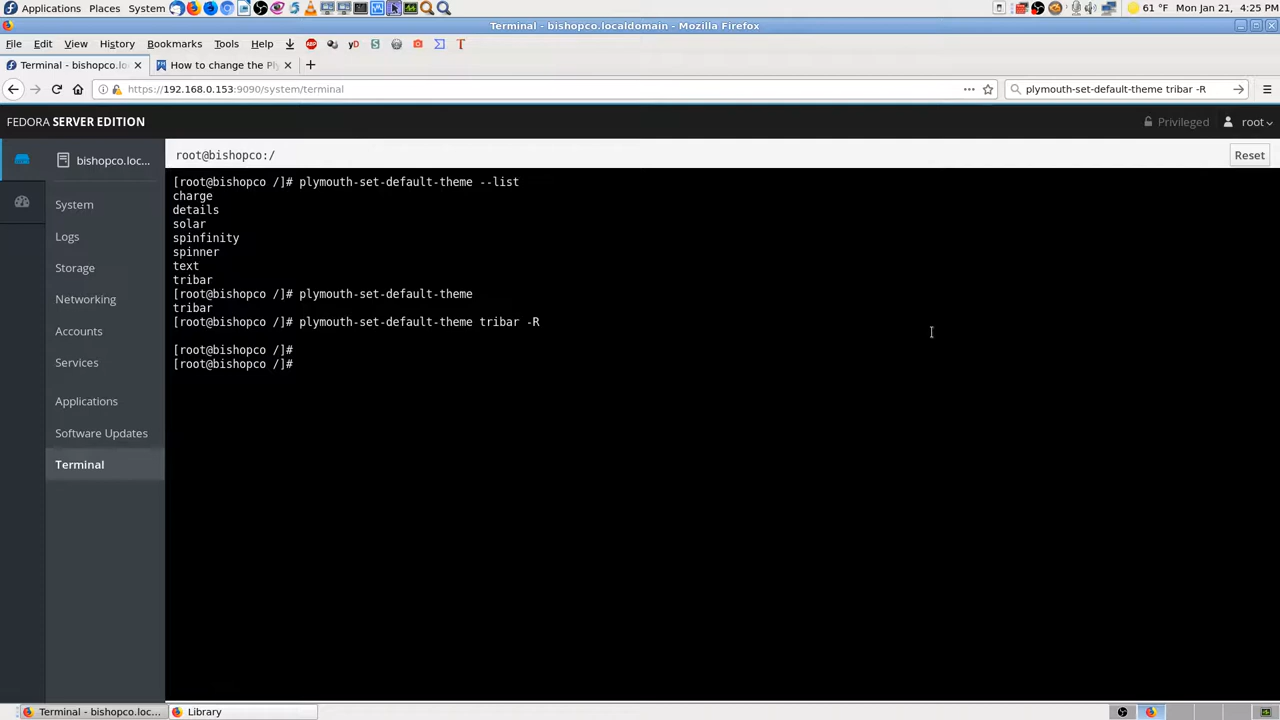 Applications Places System 61 °F Mon Jan 21, 4:25 PM
Terminal - bishopco.localdomain - Mozilla Firefox
File Edit View History Bookmarks Tools Help
Terminal - bishopco.lo
How to change the Ply
https://192.168.0.153:9090/system/terminal
plymouth-set-default-theme tribar -R
FEDORA SERVER EDITION
Privileged
root
bishopco.loc...
root@bishopco:/
Reset
System
Logs
Storage
Networking
Accounts
Services
Applications
Software Updates
Terminal
[root@bishopco /]# plymouth-set-default-theme --list
charge
details
solar
spinfinity
spinner
text
tribar
[root@bishopco /]# plymouth-set-default-theme
tribar
[root@bishopco /]# plymouth-set-default-theme tribar -R
[root@bishopco /]#
[root@bishopco /]#
Terminal - bishopco.loc...
Library